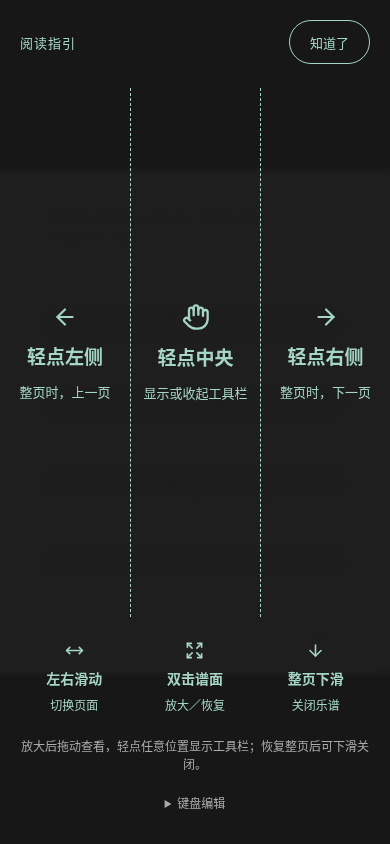 阅读指引
知道了
轻点左侧
轻点中央
轻点右侧
整页时，上一页
显示或收起工具栏
整页时，下一页
左右滑动
双击谱面
整页下滑
切换页面
放大／恢复
关闭乐谱
放大后拖动查看，轻点任意位置显示工具栏；恢复整页后可下滑关
闭。
▶ 键盘编辑